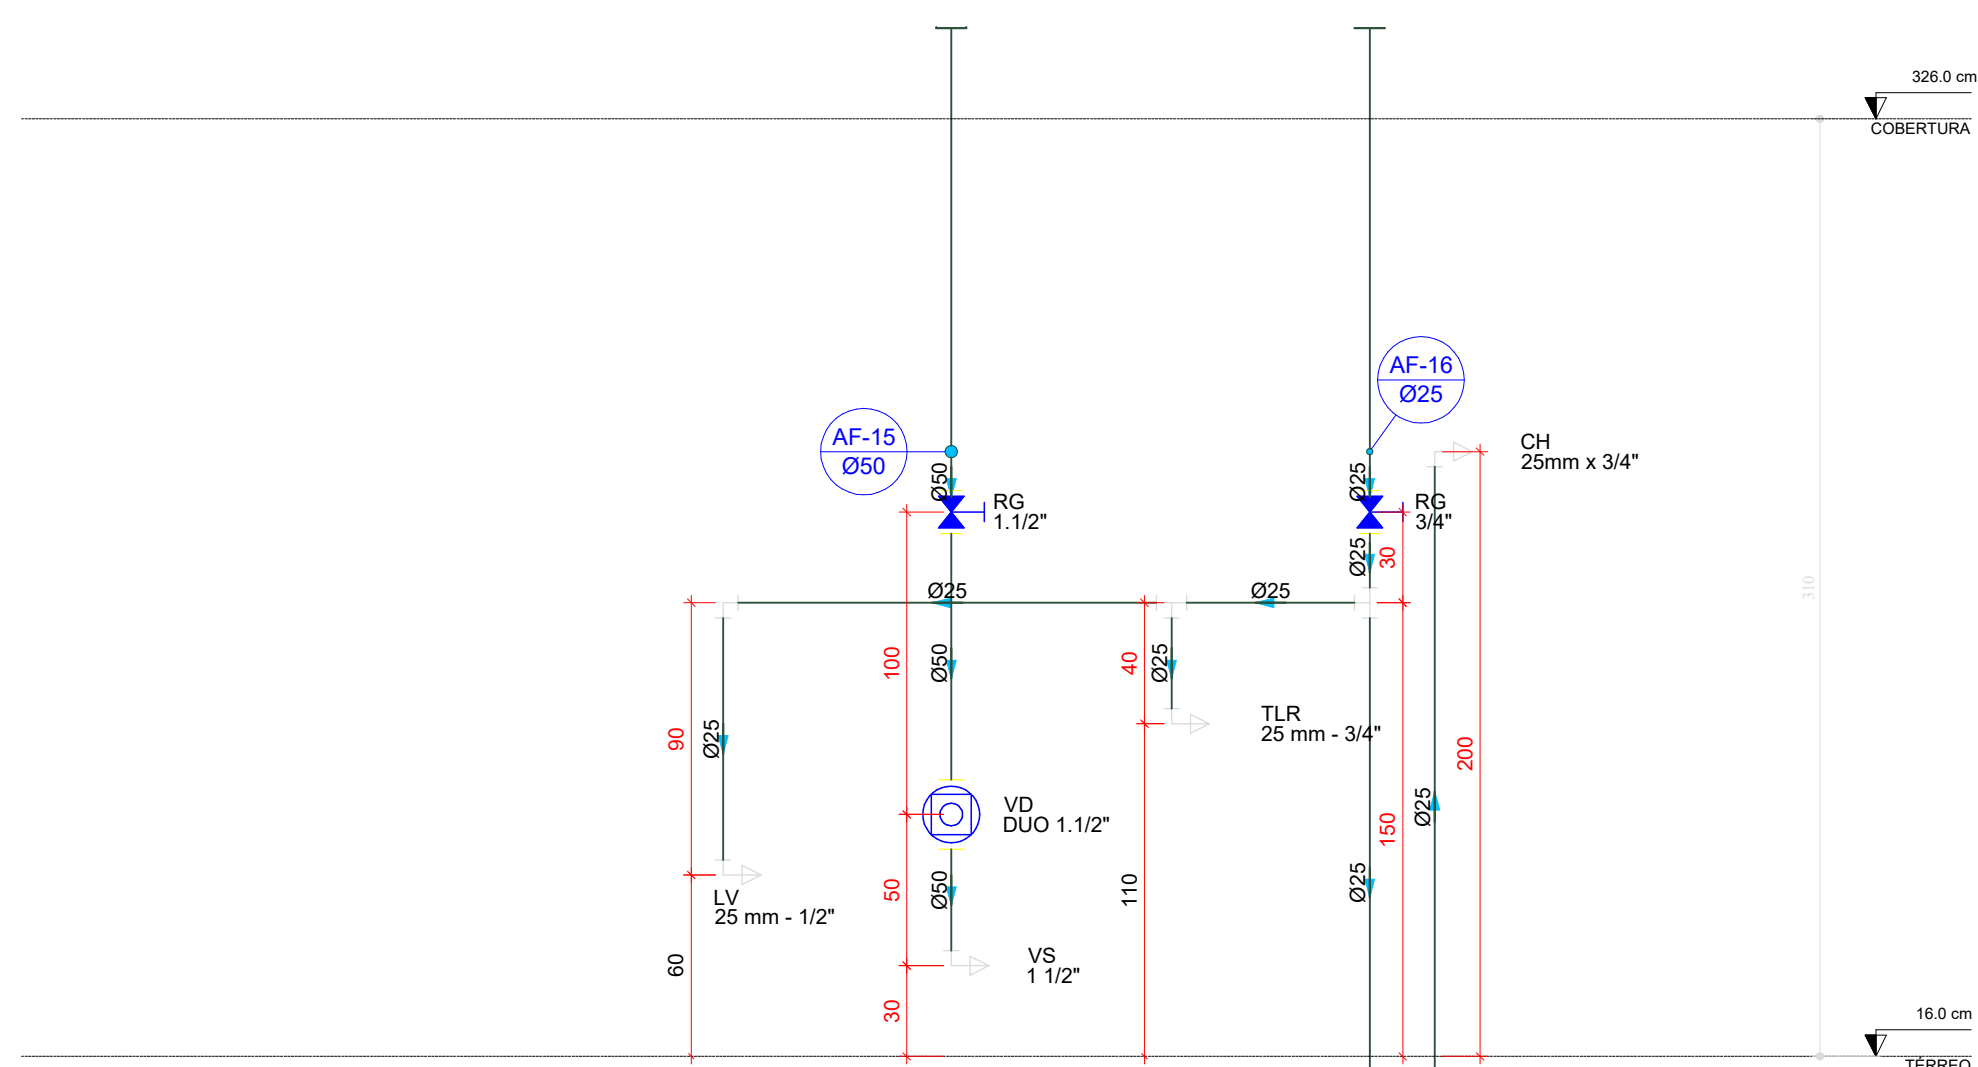 326.0 cm
COBERTURA
AF-16
Ø25
AF-15
Ø50
CH
25mm x 3/4"
Ø50
Ø25
RG
1.1/2"
RG
3/4"
Ø25
30
310
Ø25
Ø25
100
Ø50
40
Ø25
90
Ø25
TLR
25 mm - 3/4"
200
VD
DUO 1.1/2"
Ø25
150
50
Ø50
110
Ø25
LV
25 mm - 1/2"
60
VS
1 1/2"
30
16.0 cm
TÉRREO